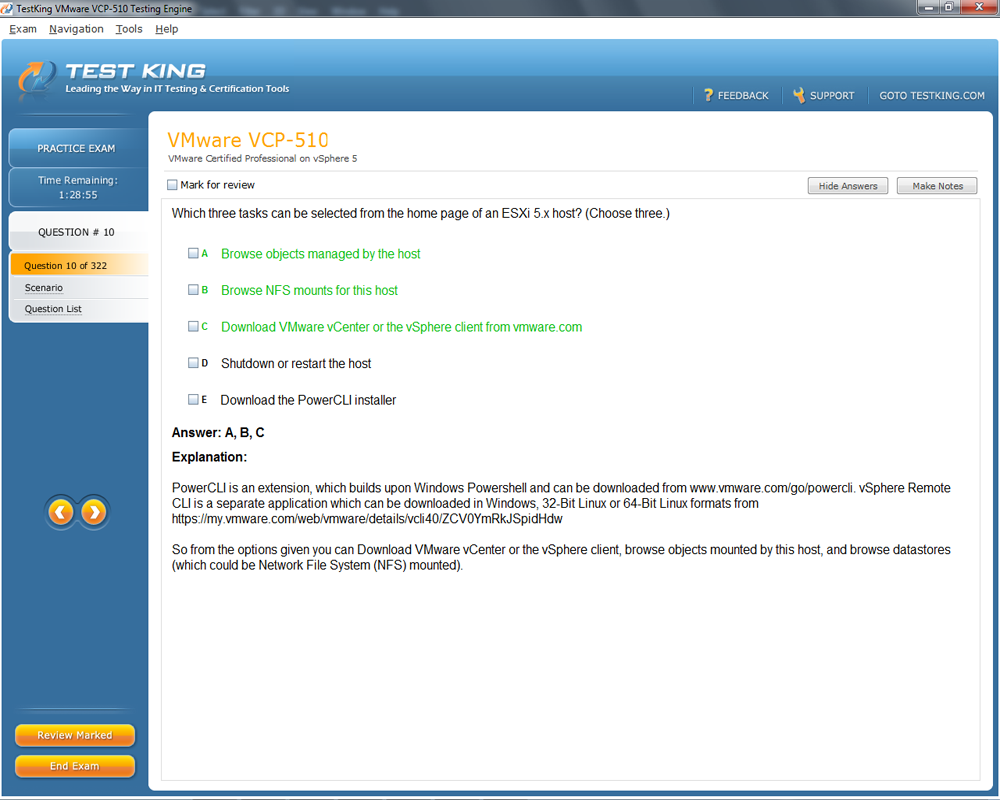 TestKing VMware VCP-510 Testing Engine
Exam Navigation Tools Help
TEST KING
Leading the Way in IT Testing & Certification Tools
? FEEDBACK SUPPORT GOTO TESTKING.COM
PRACTICE EXAM
Time Remaining:
1:28:55
QUESTION # 10
Question 10 of 322
Scenario
Question List
VMware VCP-510
VMware Certified Professional on vSphere 5
Mark for review
Hide Answers Make Notes
Which three tasks can be selected from the home page of an ESXi 5.x host? (Choose three.)
A Browse objects managed by the host
B Browse NFS mounts for this host
C Download VMware vCenter or the vSphere client from vmware.com
D Shutdown or restart the host
E Download the PowerCLI installer
Answer: A, B, C
Explanation:
PowerCLI is an extension, which builds upon Windows Powershell and can be downloaded from www.vmware.com/go/powercli. vSphere Remote
CLI is a separate application which can be downloaded in Windows, 32-Bit Linux or 64-Bit Linux formats from
https://my.vmware.com/web/vmware/details/vcli40/ZCV0YmRkJSpidHdw
So from the options given you can Download VMware vCenter or the vSphere client, browse objects mounted by this host, and browse datastores
(which could be Network File System (NFS) mounted).
Review Marked
End Exam